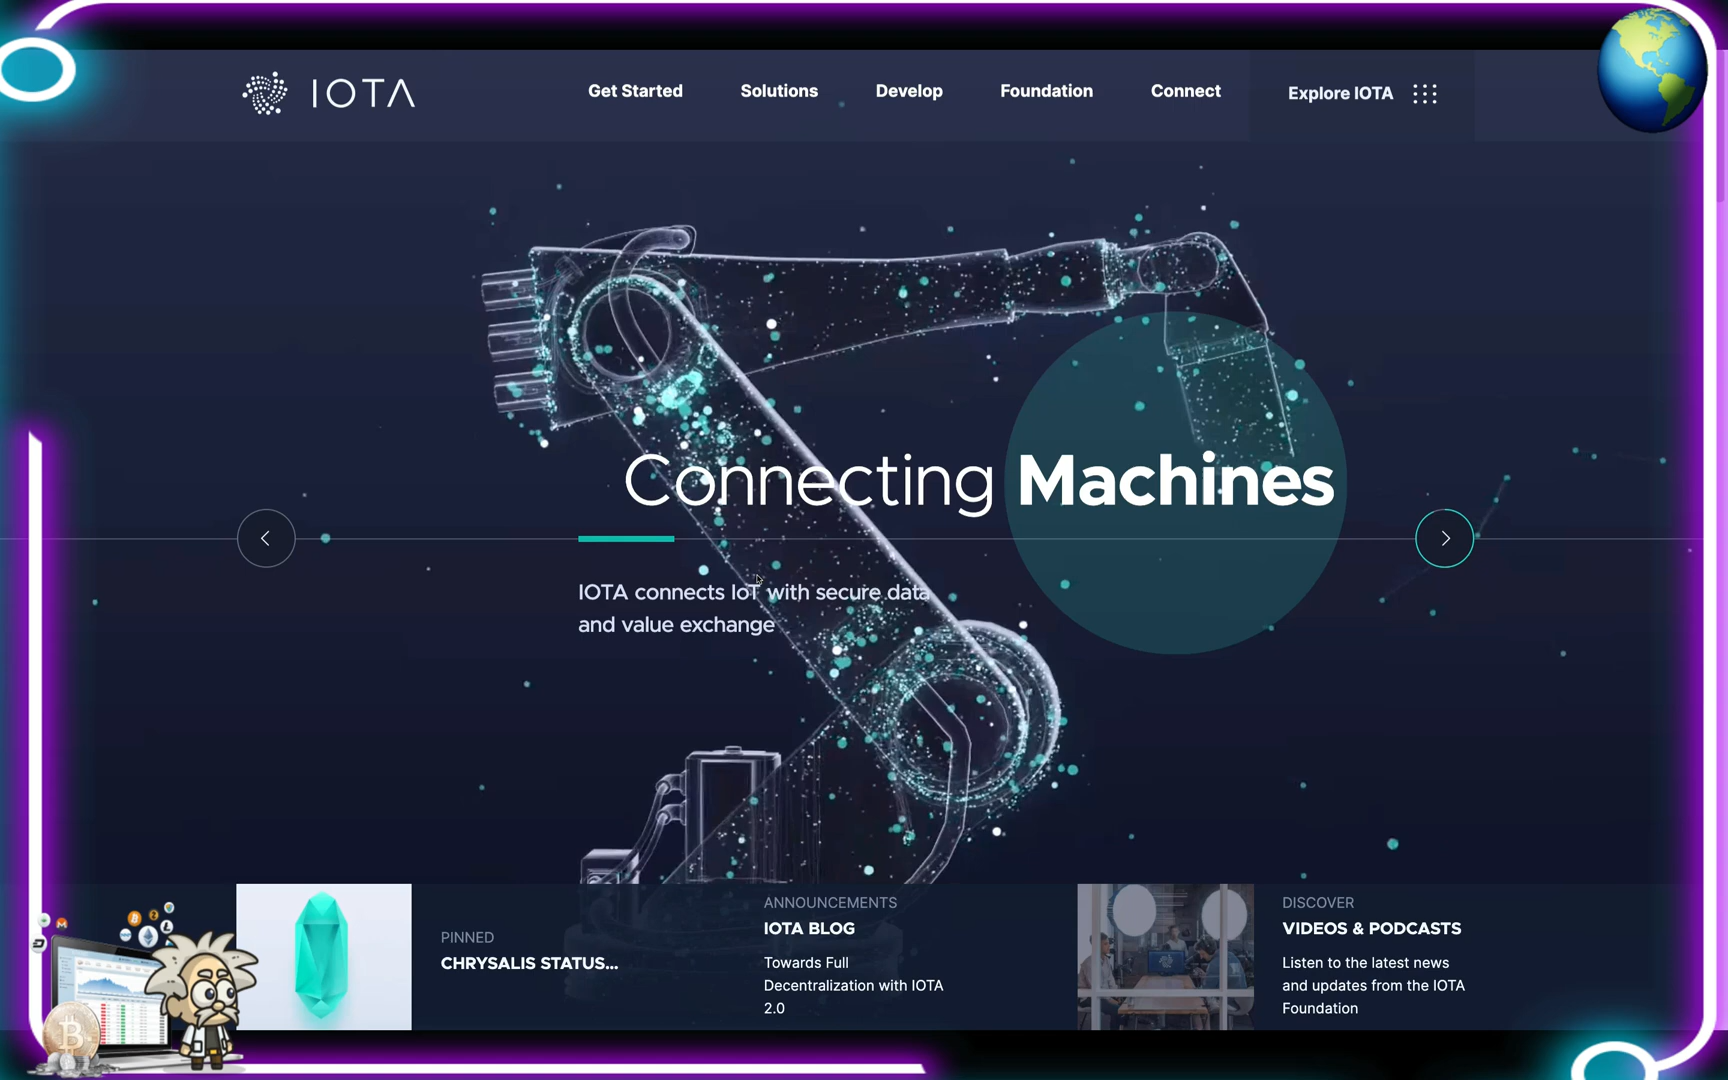 IOTA
Get Started
Solutions
Develop
Foundation
Connect
Explore IOTA
Connecting Machines
IOTA connects IoT with secure data
and value exchange
PINNED
CHRYSALIS STATUS...
ANNOUNCEMENTS
IOTA BLOG
Towards Full
Decentralization with IOTA
2.0
DISCOVER
VIDEOS & PODCASTS
Listen to the latest news
and updates from the IOTA
Foundation